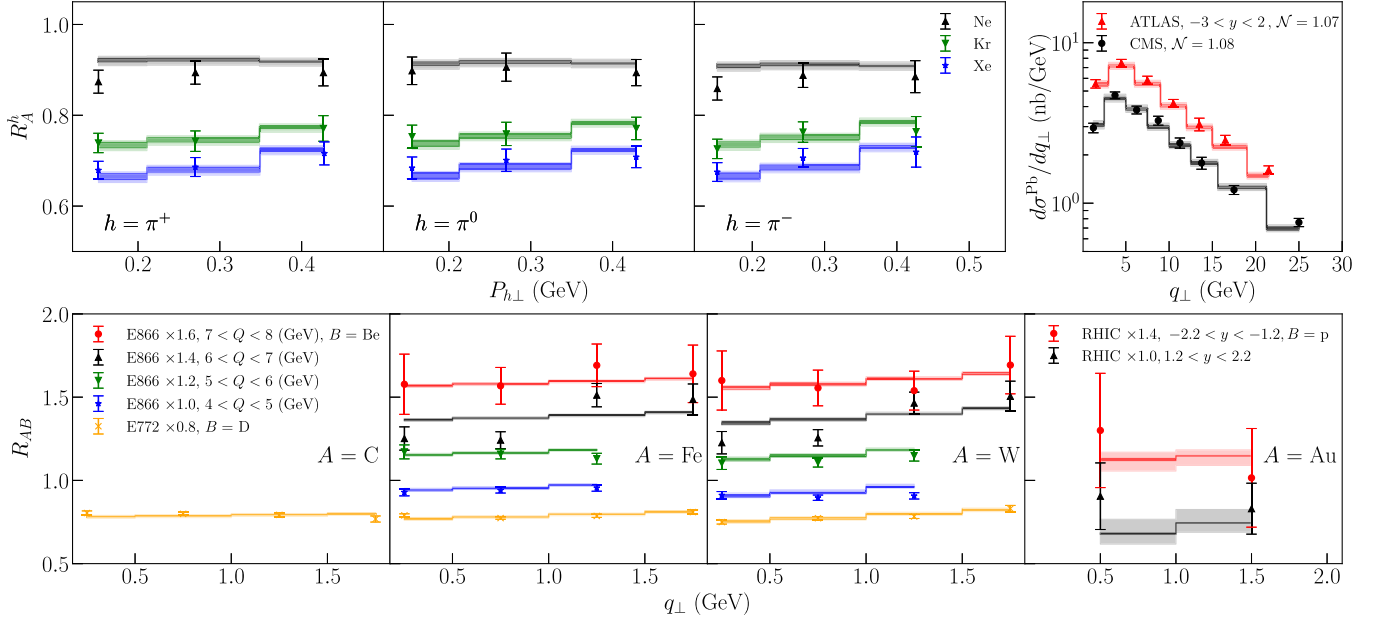 1.0
0.8
0.6
R_A^h
Ne
Kr
Xe
h = π⁺
h = π⁰
h = π⁻
0.2 0.3 0.4
0.2 0.3 0.4
0.2 0.3 0.4 0.5
P_{h⊥} (GeV)
ATLAS, −3 < y < 2 , 𝒩 = 1.07
CMS, 𝒩 = 1.08
10¹
10⁰
dσ^{Pb}/dq_⊥ (nb/GeV)
5 10 15 20 25 30
q_⊥ (GeV)
2.0
1.5
1.0
0.5
R_{AB}
E866 ×1.6, 7 < Q < 8 (GeV), B = Be
E866 ×1.4, 6 < Q < 7 (GeV)
E866 ×1.2, 5 < Q < 6 (GeV)
E866 ×1.0, 4 < Q < 5 (GeV)
E772 ×0.8, B = D
A = C
A = Fe
A = W
RHIC ×1.4, −2.2 < y < −1.2, B = p
RHIC ×1.0, 1.2 < y < 2.2
A = Au
0.5 1.0 1.5
0.5 1.0 1.5
0.5 1.0 1.5
0.5 1.0 1.5 2.0
q_⊥ (GeV)